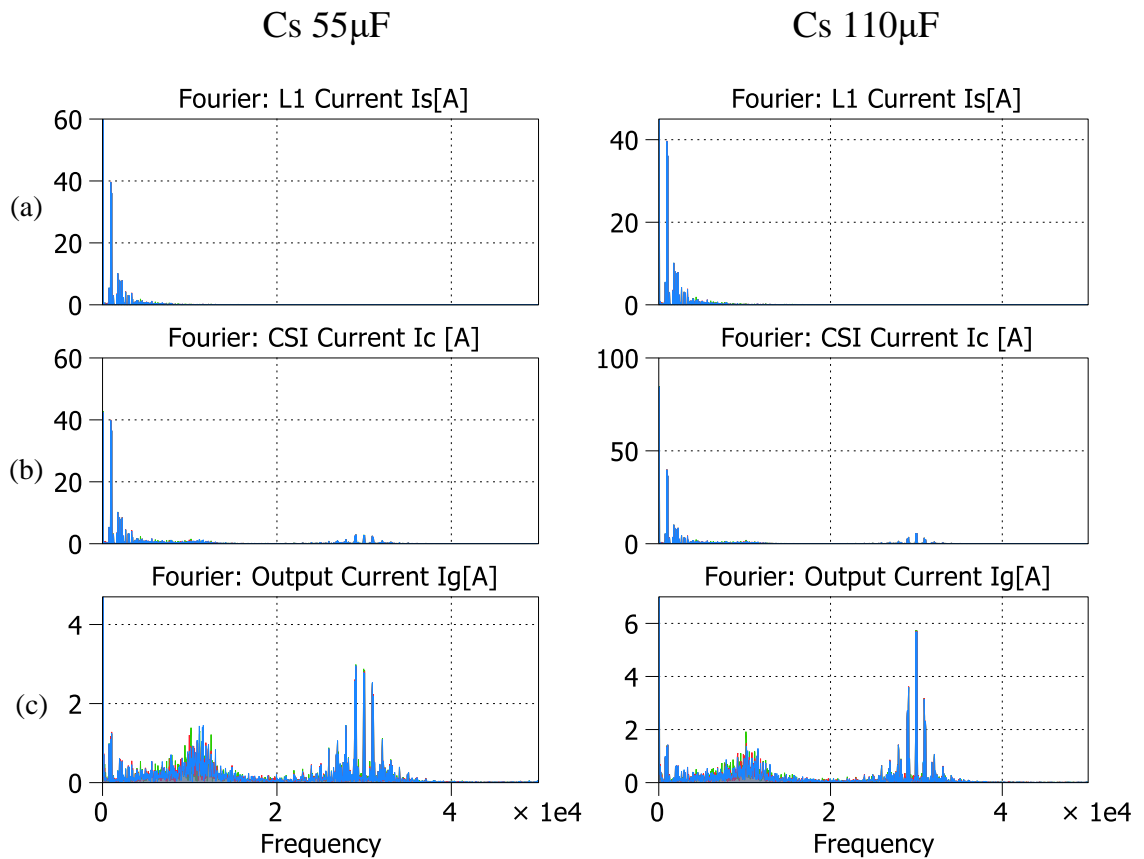 Cs 55μF
Cs 110μF
Fourier: L1 Current Is[A]
60
40
20
0
Fourier: L1 Current Is[A]
40
20
0
(a)
Fourier: CSI Current Ic [A]
60
40
20
0
Fourier: CSI Current Ic [A]
100
50
0
(b)
Fourier: Output Current Ig[A]
4
2
0
Fourier: Output Current Ig[A]
6
4
2
0
(c)
0 2 4 × 1e4
Frequency
0 2 4 × 1e4
Frequency